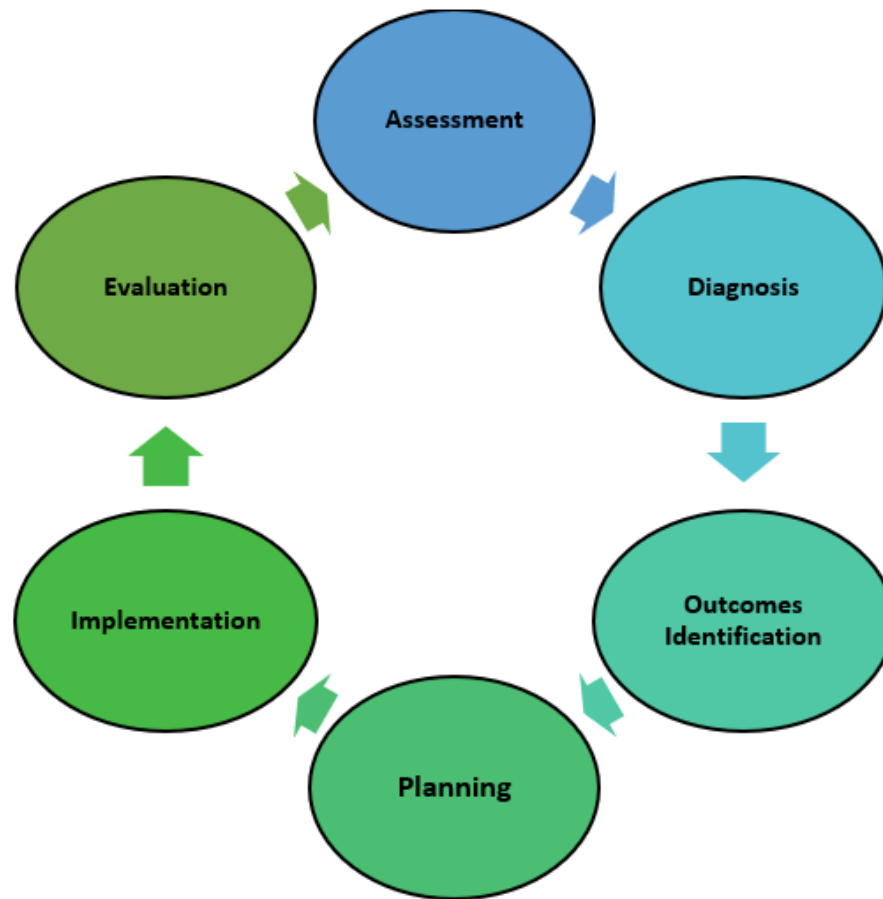 Assessment
Diagnosis
Outcomes
Identification
Planning
Implementation
Evaluation